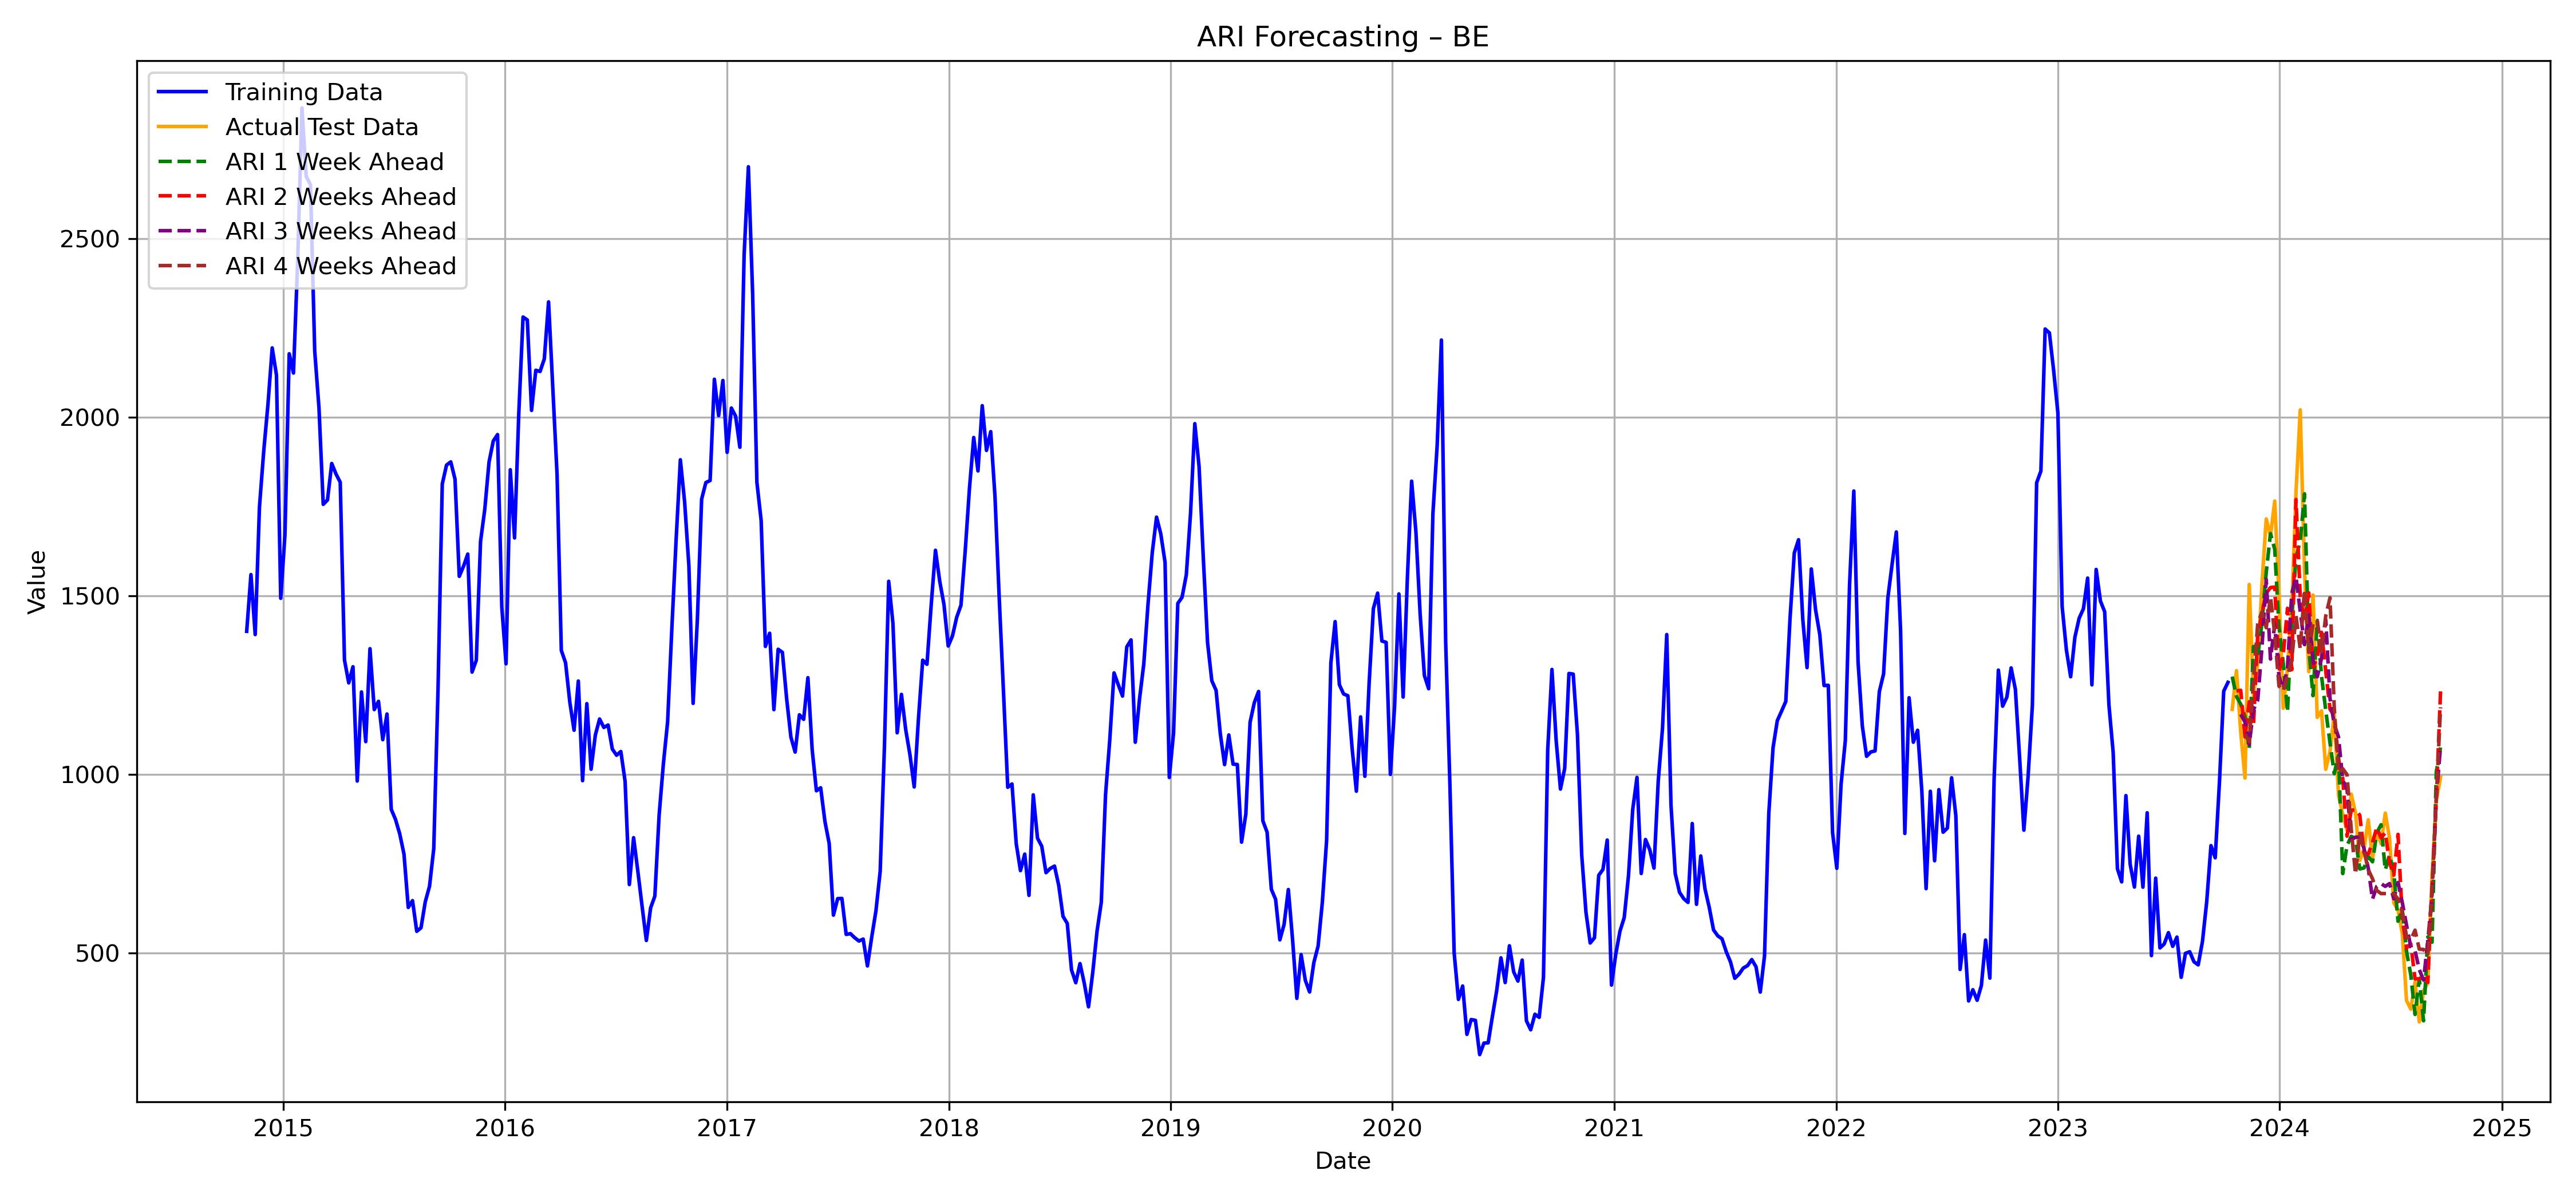 ARI Forecasting – BE
Training Data
Actual Test Data
ARI 1 Week Ahead
ARI 2 Weeks Ahead
ARI 3 Weeks Ahead
ARI 4 Weeks Ahead
Value
2500
2000
1500
1000
500
2015 2016 2017 2018 2019 2020 2021 2022 2023 2024 2025
Date